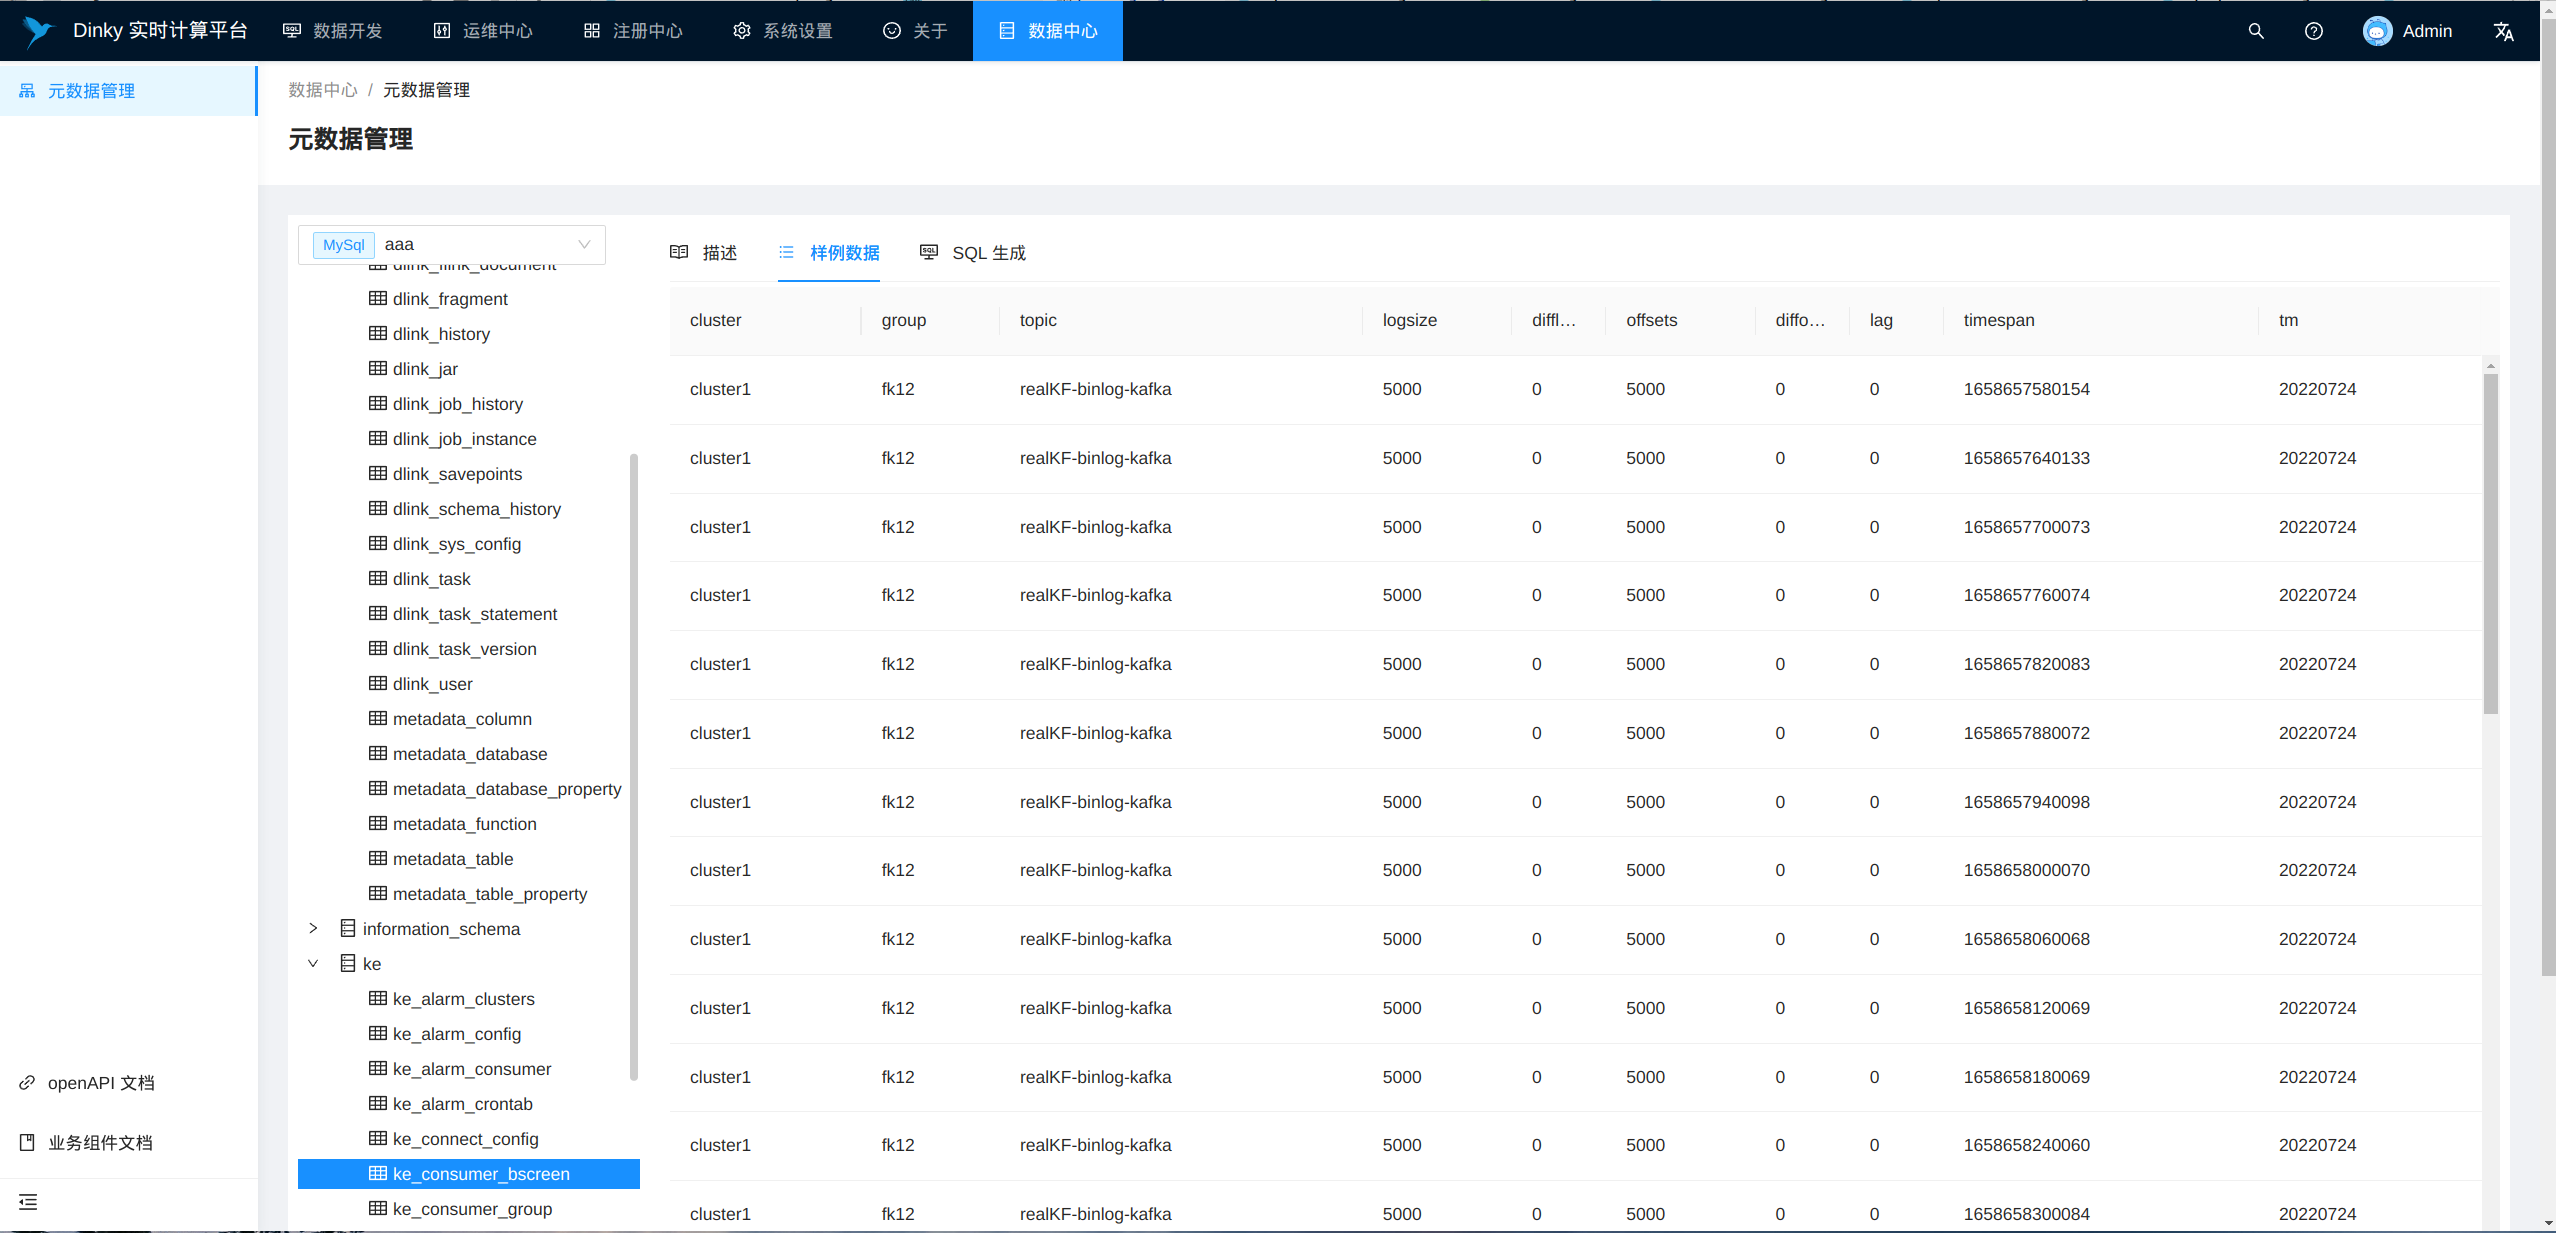 Dinky 实时计算平台 数据开发 运维中心 注册中心 系统设置 关于 数据中心 Admin
元数据管理
数据中心 / 元数据管理
元数据管理
MySql aaa
dlink_flink_document
dlink_fragment
dlink_history
dlink_jar
dlink_job_history
dlink_job_instance
dlink_savepoints
dlink_schema_history
dlink_sys_config
dlink_task
dlink_task_statement
dlink_task_version
dlink_user
metadata_column
metadata_database
metadata_database_property
metadata_function
metadata_table
metadata_table_property
information_schema
ke
ke_alarm_clusters
ke_alarm_config
ke_alarm_consumer
ke_alarm_crontab
ke_connect_config
ke_consumer_bscreen
ke_consumer_group
描述 样例数据 SQL 生成
cluster group topic logsize diffl… offsets diffo… lag timespan tm
cluster1 fk12 realKF-binlog-kafka 5000 0 5000 0 0 1658657580154 20220724
cluster1 fk12 realKF-binlog-kafka 5000 0 5000 0 0 1658657640133 20220724
cluster1 fk12 realKF-binlog-kafka 5000 0 5000 0 0 1658657700073 20220724
cluster1 fk12 realKF-binlog-kafka 5000 0 5000 0 0 1658657760074 20220724
cluster1 fk12 realKF-binlog-kafka 5000 0 5000 0 0 1658657820083 20220724
cluster1 fk12 realKF-binlog-kafka 5000 0 5000 0 0 1658657880072 20220724
cluster1 fk12 realKF-binlog-kafka 5000 0 5000 0 0 1658657940098 20220724
cluster1 fk12 realKF-binlog-kafka 5000 0 5000 0 0 1658658000070 20220724
cluster1 fk12 realKF-binlog-kafka 5000 0 5000 0 0 1658658060068 20220724
cluster1 fk12 realKF-binlog-kafka 5000 0 5000 0 0 1658658120069 20220724
cluster1 fk12 realKF-binlog-kafka 5000 0 5000 0 0 1658658180069 20220724
cluster1 fk12 realKF-binlog-kafka 5000 0 5000 0 0 1658658240060 20220724
cluster1 fk12 realKF-binlog-kafka 5000 0 5000 0 0 1658658300084 20220724
openAPI 文档
业务组件文档